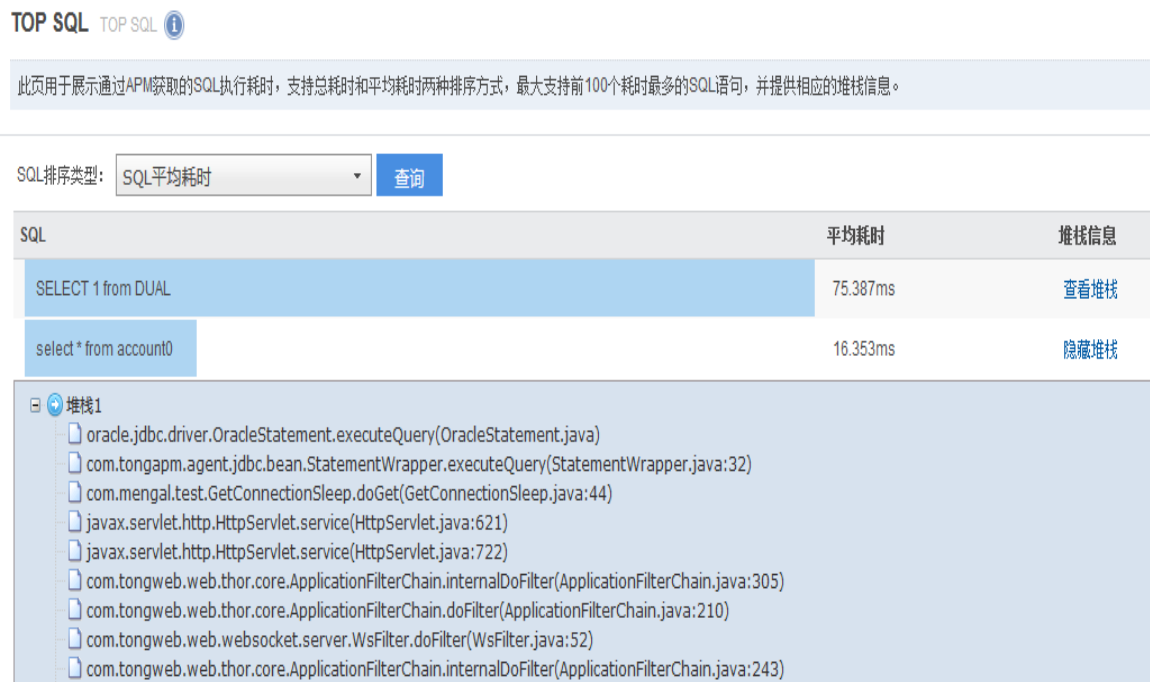 TOP SQL TOP SQL
此页用于展示通过APM获取的SQL执行耗时，支持总耗时和平均耗时两种排序方式，最大支持前100个耗时最多的SQL语句，并提供相应的堆栈信息。
SQL排序类型: SQL平均耗时 查询
SQL 平均耗时 堆栈信息
SELECT 1 from DUAL 75.387ms 查看堆栈
select * from account0 16.353ms 隐藏堆栈
堆栈1
oracle.jdbc.driver.OracleStatement.executeQuery(OracleStatement.java)
com.tongapm.agent.jdbc.bean.StatementWrapper.executeQuery(StatementWrapper.java:32)
com.mengal.test.GetConnectionSleep.doGet(GetConnectionSleep.java:44)
javax.servlet.http.HttpServlet.service(HttpServlet.java:621)
javax.servlet.http.HttpServlet.service(HttpServlet.java:722)
com.tongweb.web.thor.core.ApplicationFilterChain.internalDoFilter(ApplicationFilterChain.java:305)
com.tongweb.web.thor.core.ApplicationFilterChain.doFilter(ApplicationFilterChain.java:210)
com.tongweb.web.websocket.server.WsFilter.doFilter(WsFilter.java:52)
com.tongweb.web.thor.core.ApplicationFilterChain.internalDoFilter(ApplicationFilterChain.java:243)